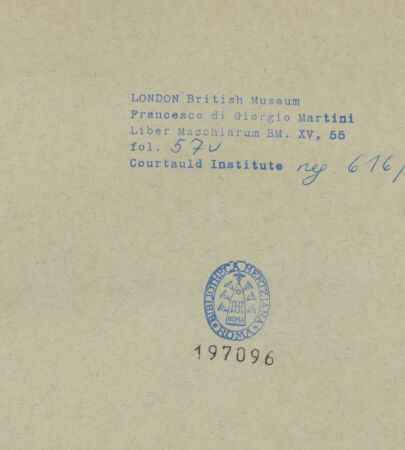 LONDON British Museum
Francesco di Giorgio Martini
Liber Macchiarum BM. XV, 55
fol. 57v
Courtauld Institute neg. 616/
BIBLIOTHECA HERTZIANA
ROMA
ROMA
197096